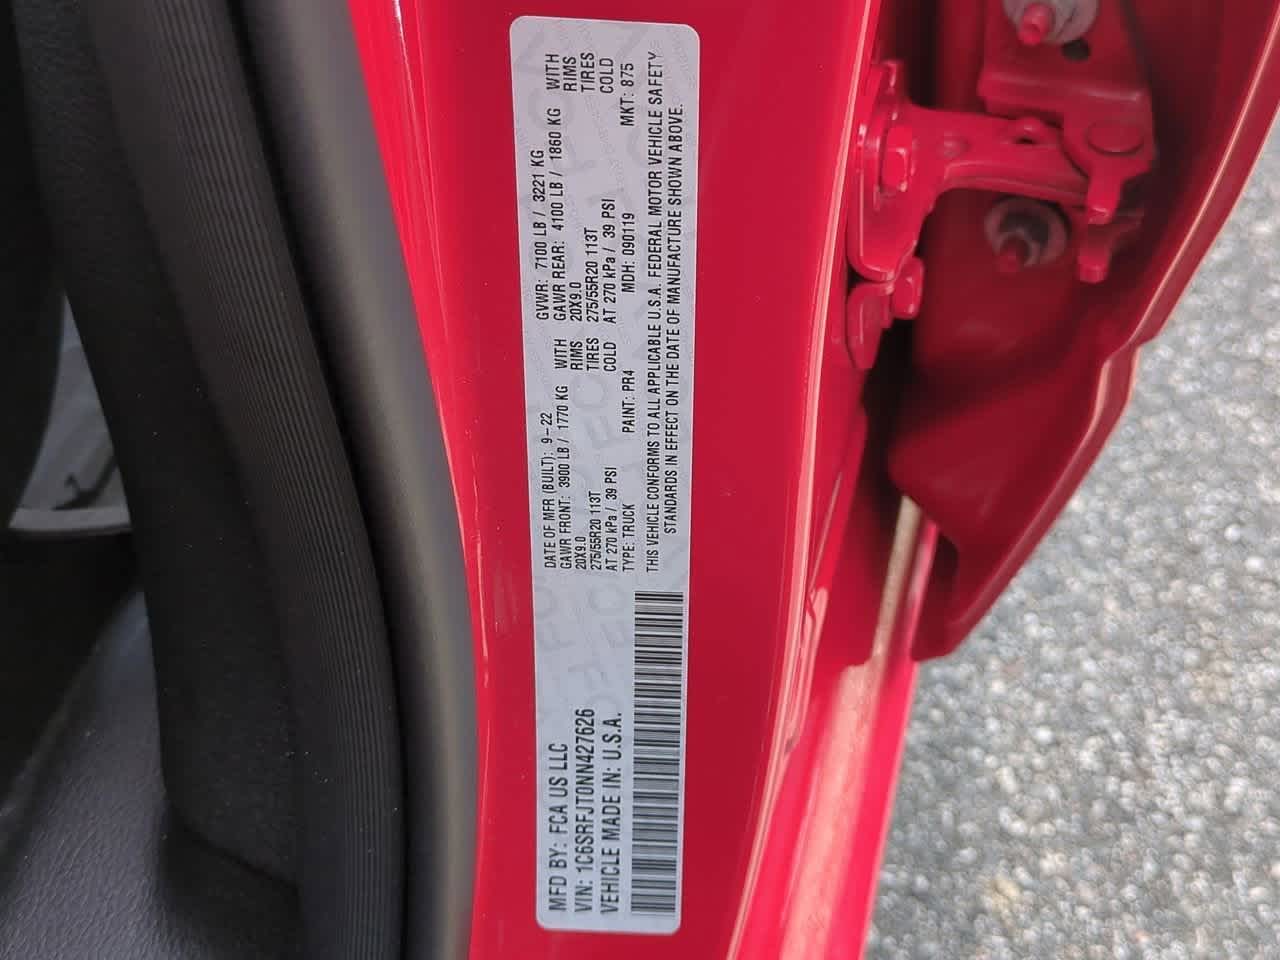 MFD BY: FCA US LLC
VIN: 1C6SRFJT0NN427626
VEHICLE MADE IN: U.S.A.
DATE OF MFR (BUILT): 9-22 GVWR: 7100 LB / 3221 KG
GAWR FRONT: 3900 LB / 1770 KG WITH GAWR REAR: 4100 LB / 1860 KG WITH
20X9.0 RIMS 20X9.0 RIMS
275/55R20 113T TIRES 275/55R20 113T TIRES
AT 270 kPa / 39 PSI COLD AT 270 kPa / 39 PSI COLD
TYPE: TRUCK PAINT: PR4 MDH: 090119 MKT: 875
THIS VEHICLE CONFORMS TO ALL APPLICABLE U.S.A. FEDERAL MOTOR VEHICLE SAFETY
STANDARDS IN EFFECT ON THE DATE OF MANUFACTURE SHOWN ABOVE.